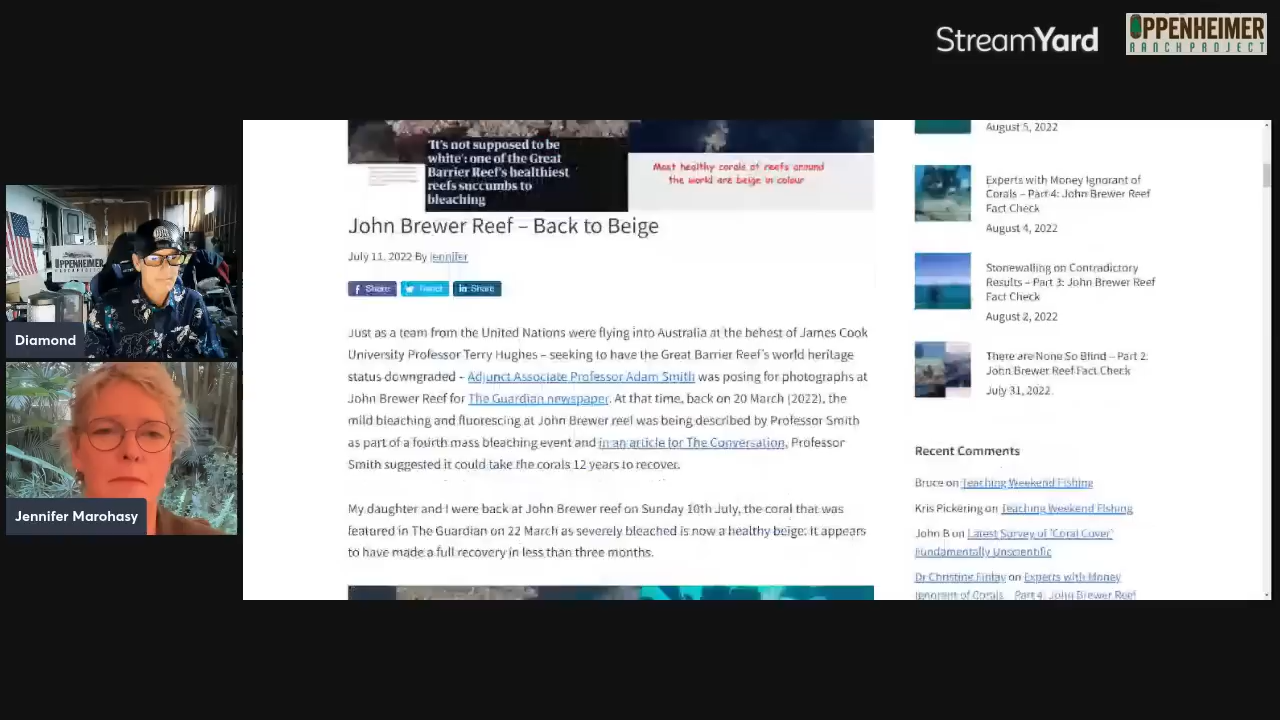 StreamYard
OPPENHEIMER
RANCH PROJECT
Diamond
Jennifer Marohasy
'It's not supposed to be
white': one of the Great
Barrier Reef's healthiest
reefs succumbs to
bleaching
Most healthy corals at reefs around
the world are beige in colour
John Brewer Reef – Back to Beige
July 11, 2022 By jennifer
Share
Tweet
Share
Just as a team from the United Nations were flying into Australia at the behest of James Cook
University Professor Terry Hughes – seeking to have the Great Barrier Reef's world heritage
status downgraded – Adjunct Associate Professor Adam Smith was posing for photographs at
John Brewer Reef for The Guardian newspaper. At that time, back on 20 March (2022), the
mild bleaching and fluorescing at John Brewer reel was being described by Professor Smith
as part of a fourth mass bleaching event and in an article for The Conversation, Professor
Smith suggested it could take the corals 12 years to recover.
My daughter and I were back at John Brewer reef on Sunday 10th July, the coral that was
featured in The Guardian on 22 March as severely bleached is now a healthy beige. It appears
to have made a full recovery in less than three months.
August 5, 2022
Experts with Money Ignorant of
Corals – Part 4: John Brewer Reef
Fact Check
August 4, 2022
Stonewalling on Contradictory
Results – Part 3: John Brewer Reef
Fact Check
August 2, 2022
There are None So Blind – Part 2:
John Brewer Reef Fact Check
July 31, 2022
Recent Comments
Bruce on Teaching Weekend Fishing
Kris Pickering on Teaching Weekend Fishing
John B on Latest Survey of 'Coral Cover'
Fundamentally Unscientific
Dr Christine Finlay on Experts with Money
Ignorant of Corals – Part 4: John Brewer Reef